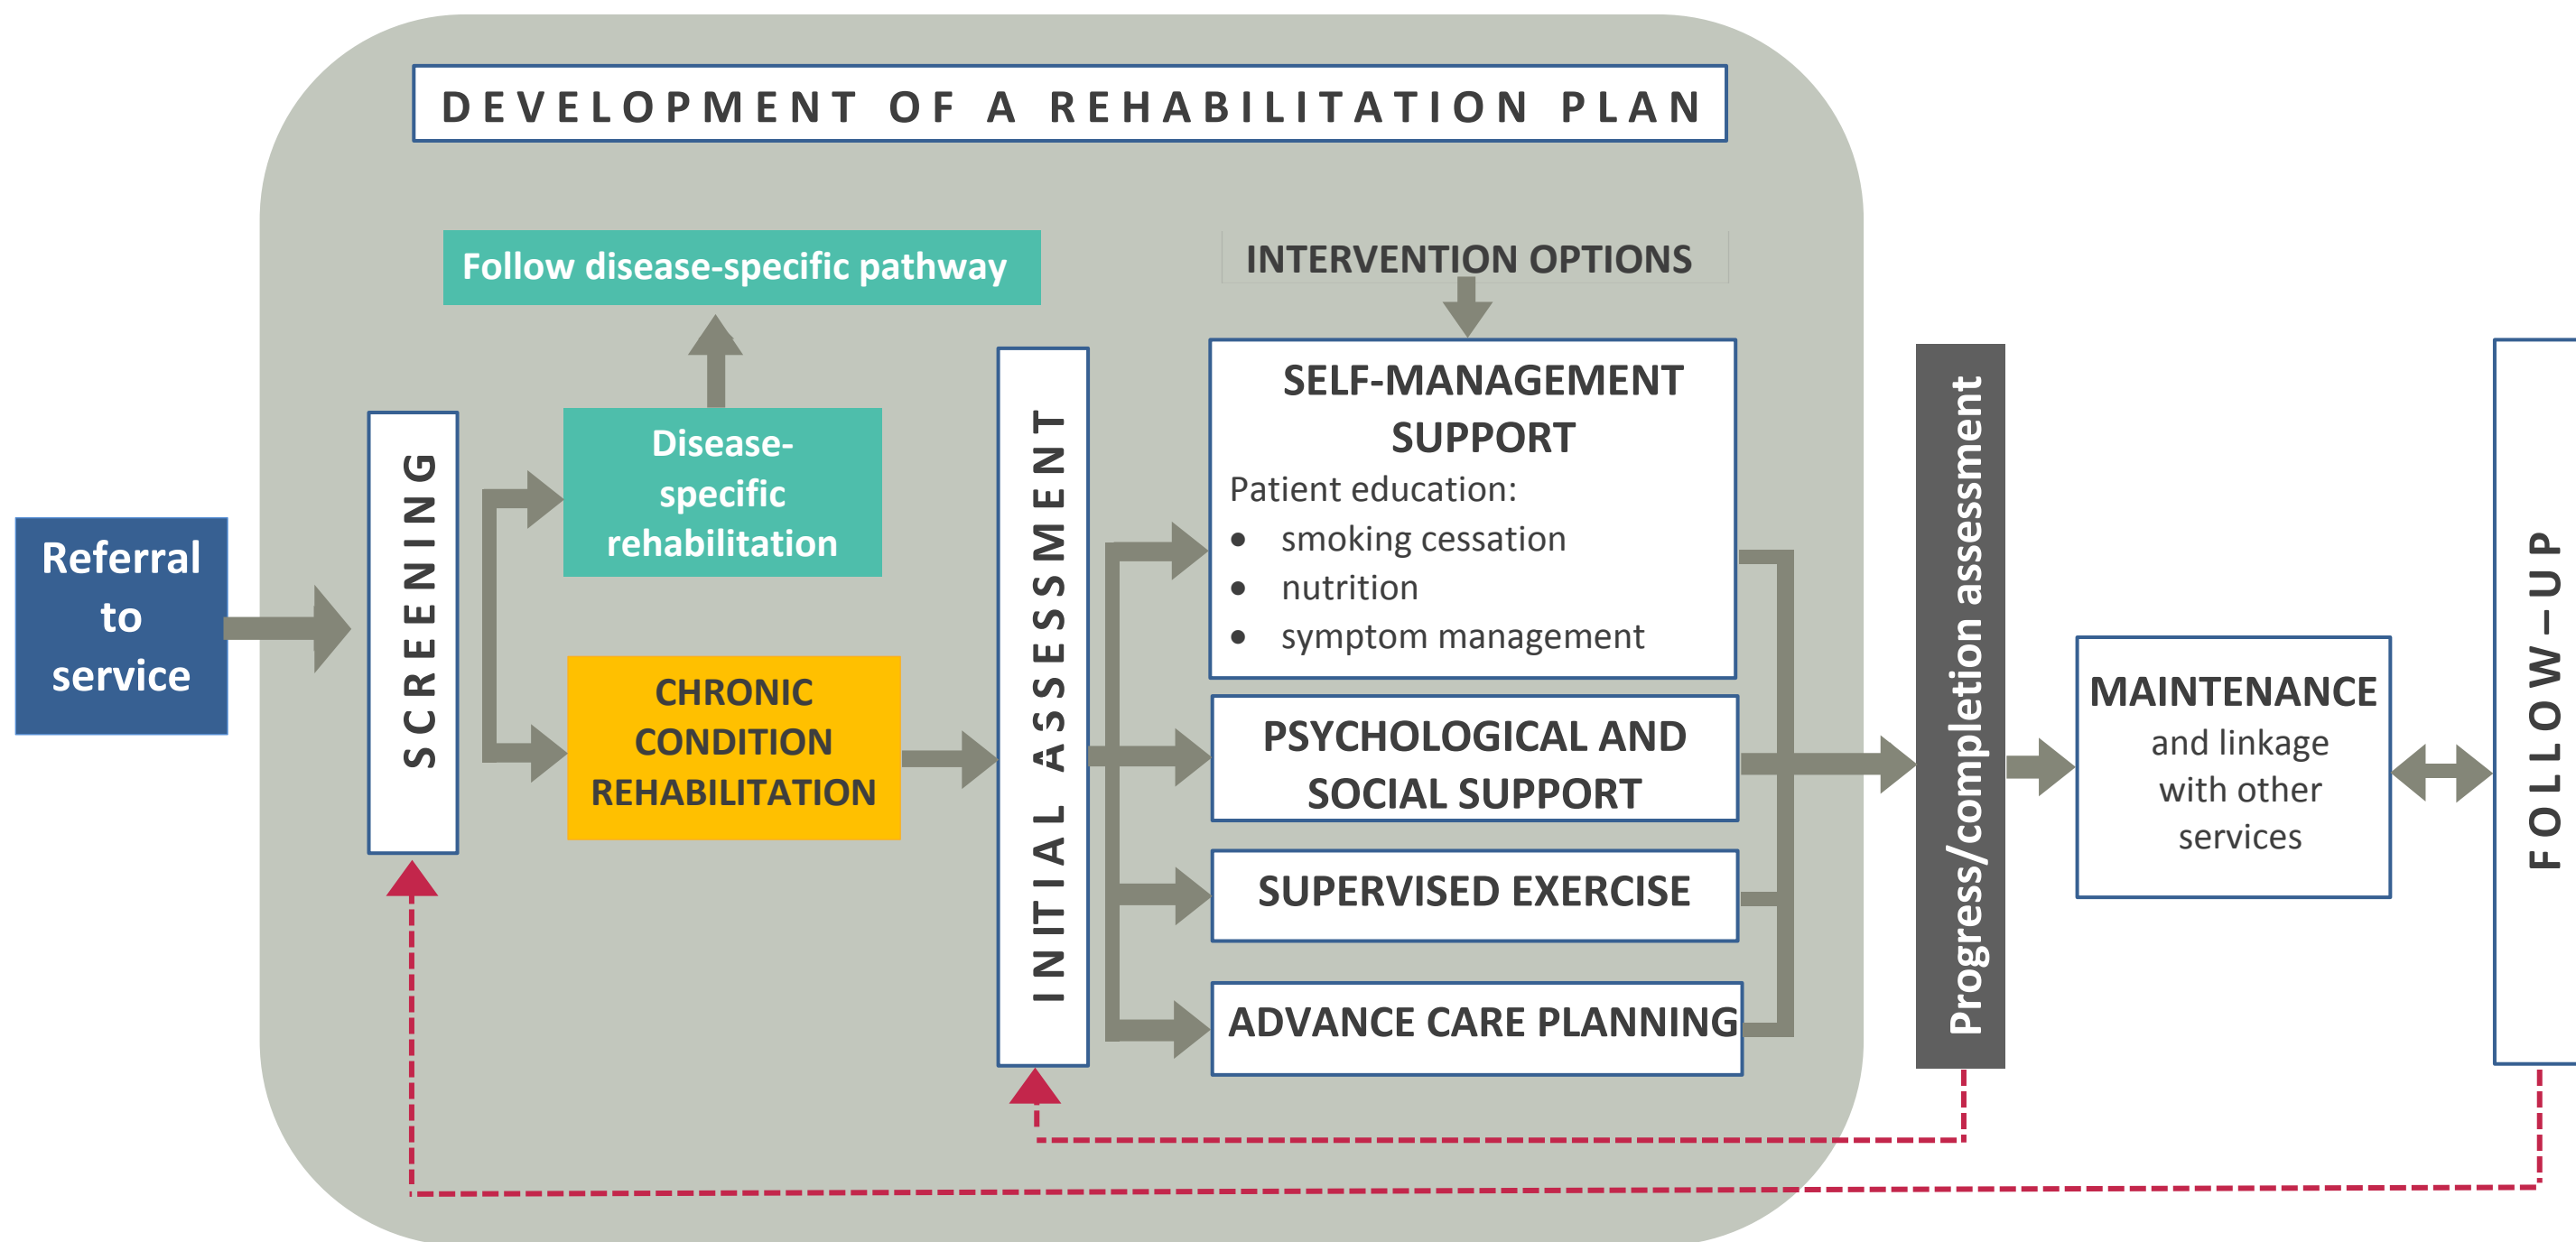 DEVELOPMENT OF A REHABILITATION PLAN
Follow disease-specific pathway
INTERVENTION OPTIONS
Referral
to
service
SCREENING
Disease-
specific
rehabilitation
CHRONIC
CONDITION
REHABILITATION
INITIAL ASSESSMENT
SELF-MANAGEMENT
SUPPORT
Patient education:
• smoking cessation
• nutrition
• symptom management
PSYCHOLOGICAL AND
SOCIAL SUPPORT
SUPERVISED EXERCISE
ADVANCE CARE PLANNING
Progress/completion assessment
MAINTENANCE
and linkage
with other
services
FOLLOW–UP